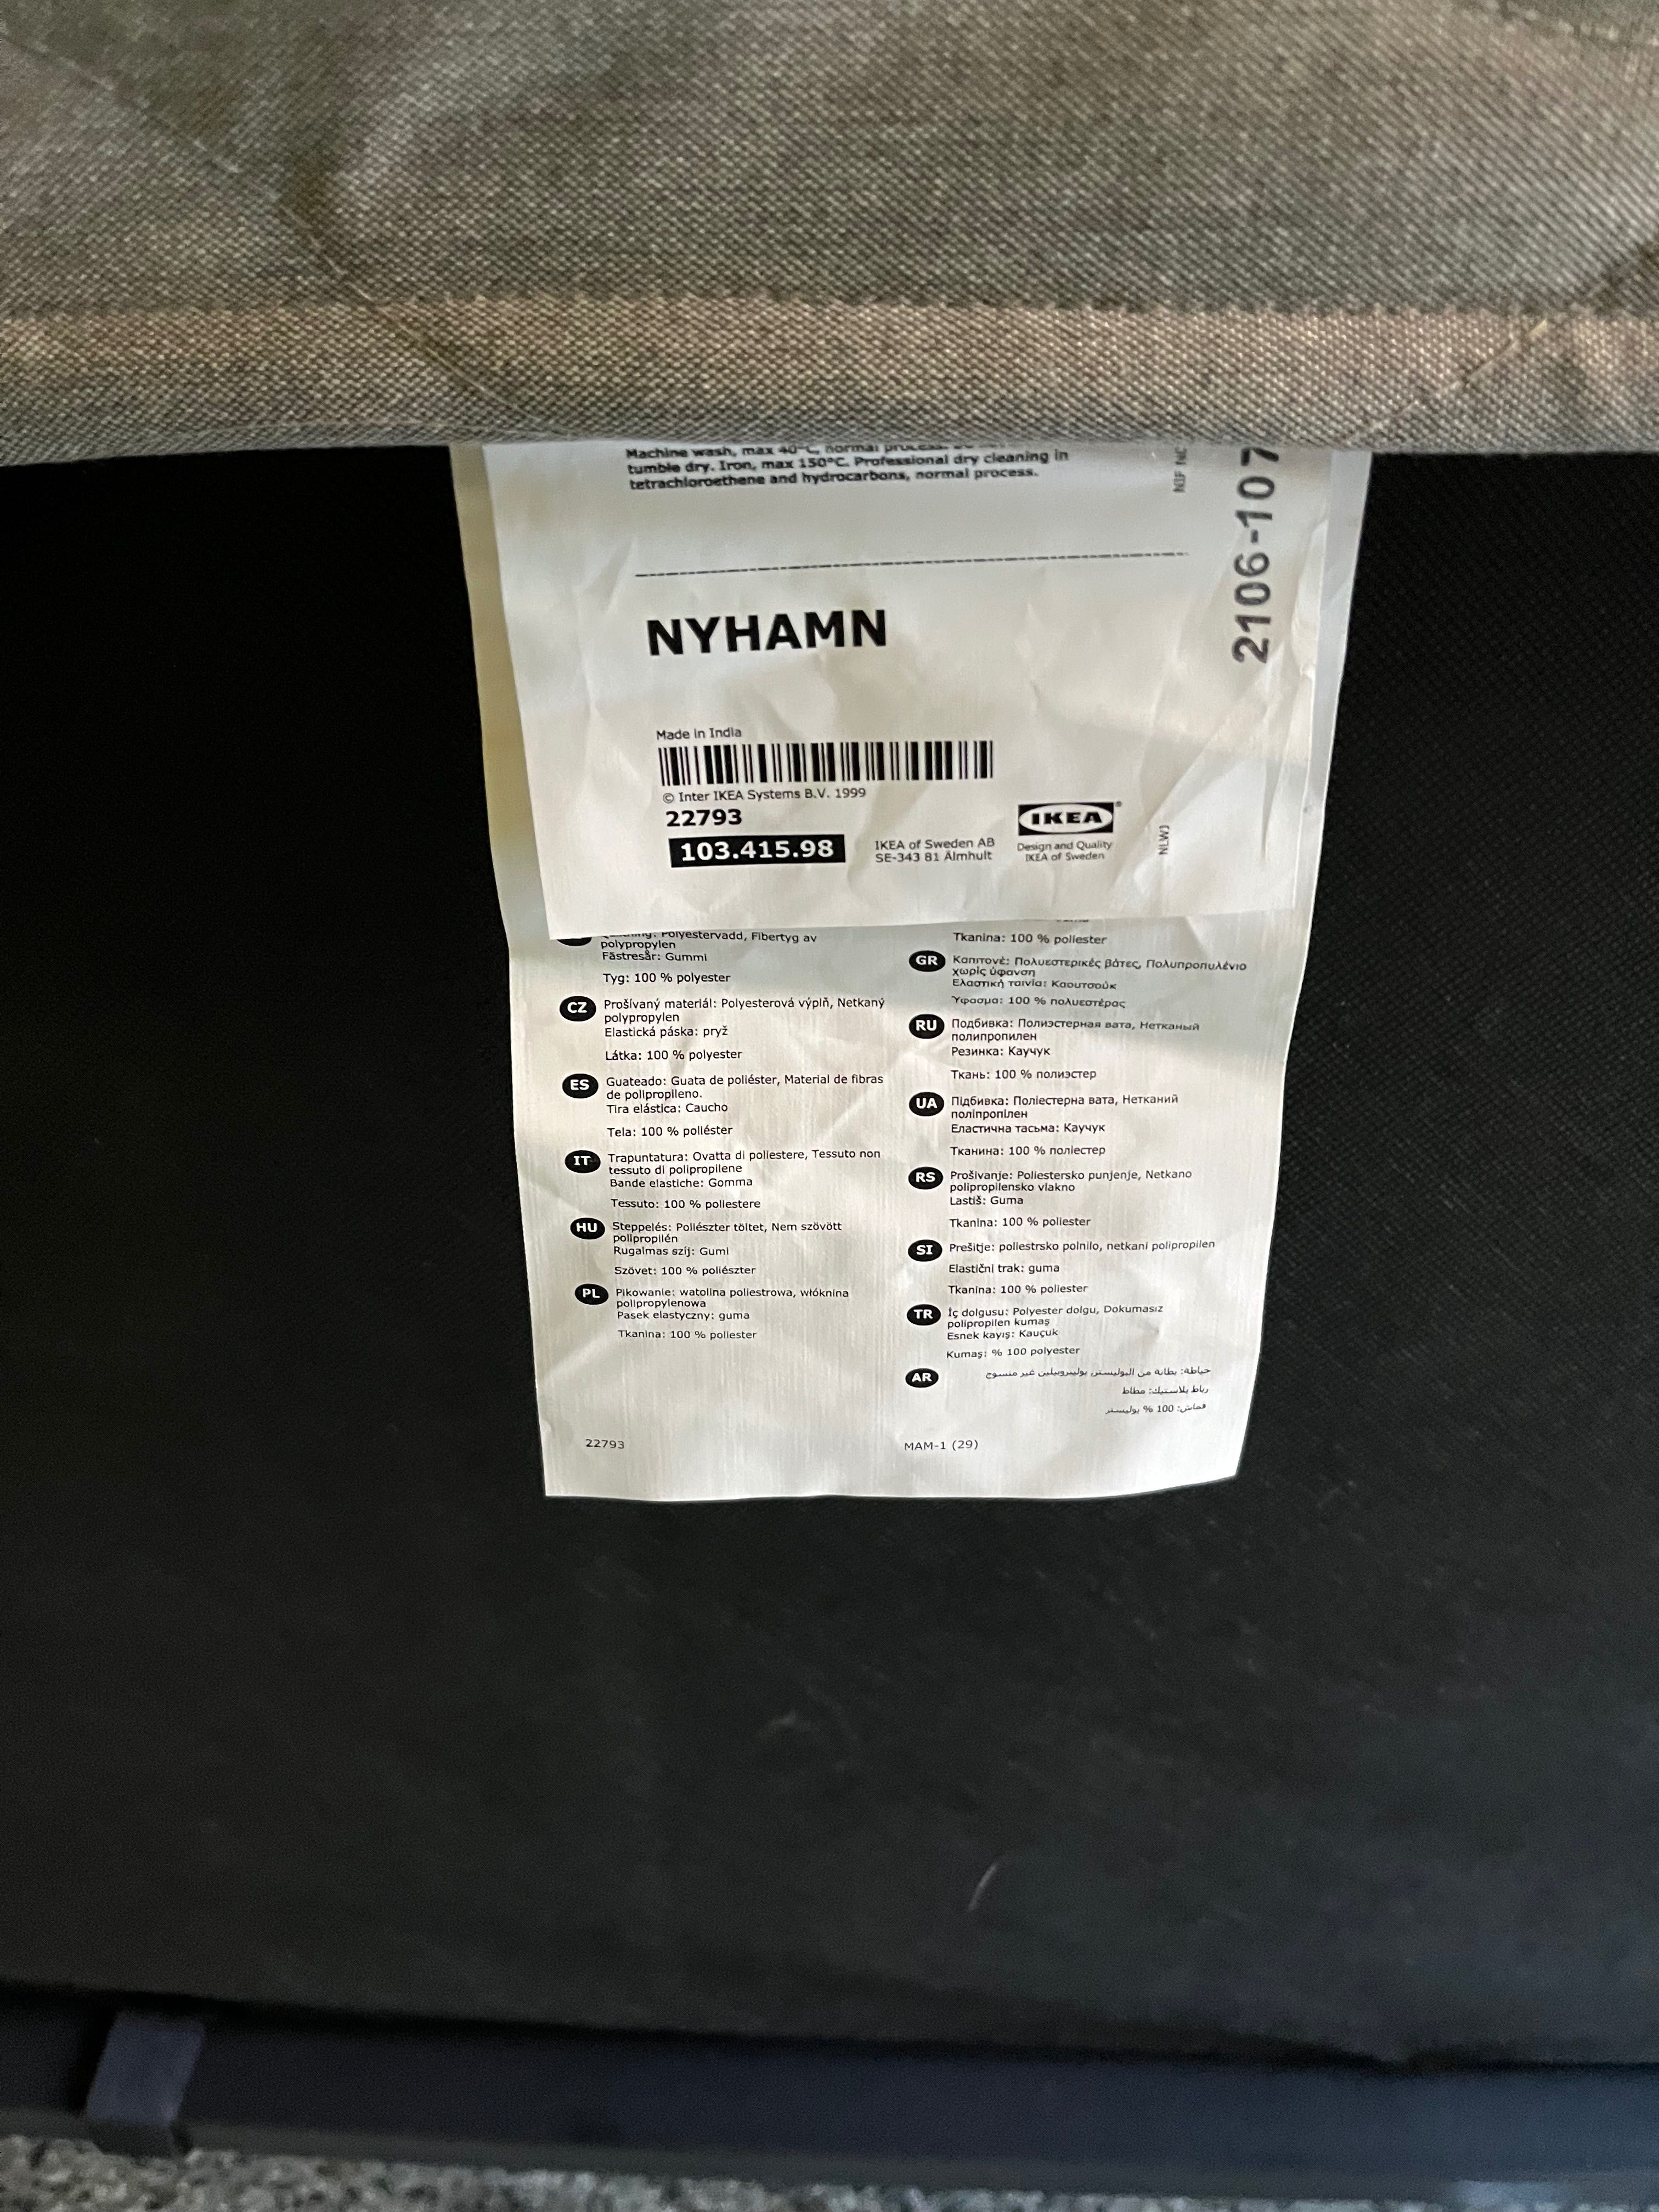 Machine wash, max 40°C, normal process.
tumble dry. Iron, max 150°C. Professional dry cleaning in
tetrachloroethene and hydrocarbons, normal process.
2106-107
NYHAMN
Made in India
© Inter IKEA Systems B.V. 1999
22793
103.415.98
IKEA of Sweden AB
SE-343 81 Älmhult
IKEA
Design and Quality
IKEA of Sweden
NLWJ
Polyestervadd, Fibertyg av
polypropylen
Fästresår: Gummi
Tyg: 100 % polyester
CZ Prošívaný materiál: Polyesterová výplň, Netkaný
polypropylen
Elastická páska: pryž
Látka: 100 % polyester
ES Guateado: Guata de poliéster, Material de fibras
de polipropileno.
Tira elástica: Caucho
Tela: 100 % poliéster
IT Trapuntatura: Ovatta di poliestere, Tessuto non
tessuto di polipropilene
Bande elastiche: Gomma
Tessuto: 100 % poliestere
HU Steppelés: Poliészter töltet, Nem szövött
polipropilén
Rugalmas szíj: Gumi
Szövet: 100 % poliészter
PL Pikowanie: watolina poliestrowa, włóknina
polipropylenowa
Pasek elastyczny: guma
Tkanina: 100 % poliester
22793
Tkanina: 100 % poliester
GR Καπιτονέ: Πολυεστερικές βάτες, Πολυπροπυλένιο
χωρίς ύφανση
Ελαστική ταινία: Καουτσούκ
Ύφασμα: 100 % πολυεστέρας
RU Подбивка: Полиэстерная вата, Нетканый
полипропилен
Резинка: Каучук
Ткань: 100 % полиэстер
UA Підбивка: Поліестерна вата, Нетканий
поліпропілен
Еластична тасьма: Каучук
Тканина: 100 % поліестер
RS Prošivanje: Poliestersko punjenje, Netkano
polipropilensko vlakno
Lastiš: Guma
Tkanina: 100 % poliester
SI Prešitje: poliestrsko polnilo, netkani polipropilen
Elastični trak: guma
Tkanina: 100 % poliester
TR İç dolgusu: Polyester dolgu, Dokumasız
polipropilen kumaş
Esnek kayış: Kauçuk
Kumaş: % 100 polyester
AR حياطة: بطانة من البوليستر، بوليبروبيلين غير منسوج
رباط بلاستيك: مطاط
قماش: 100 % بوليستر
MAM-1 (29)